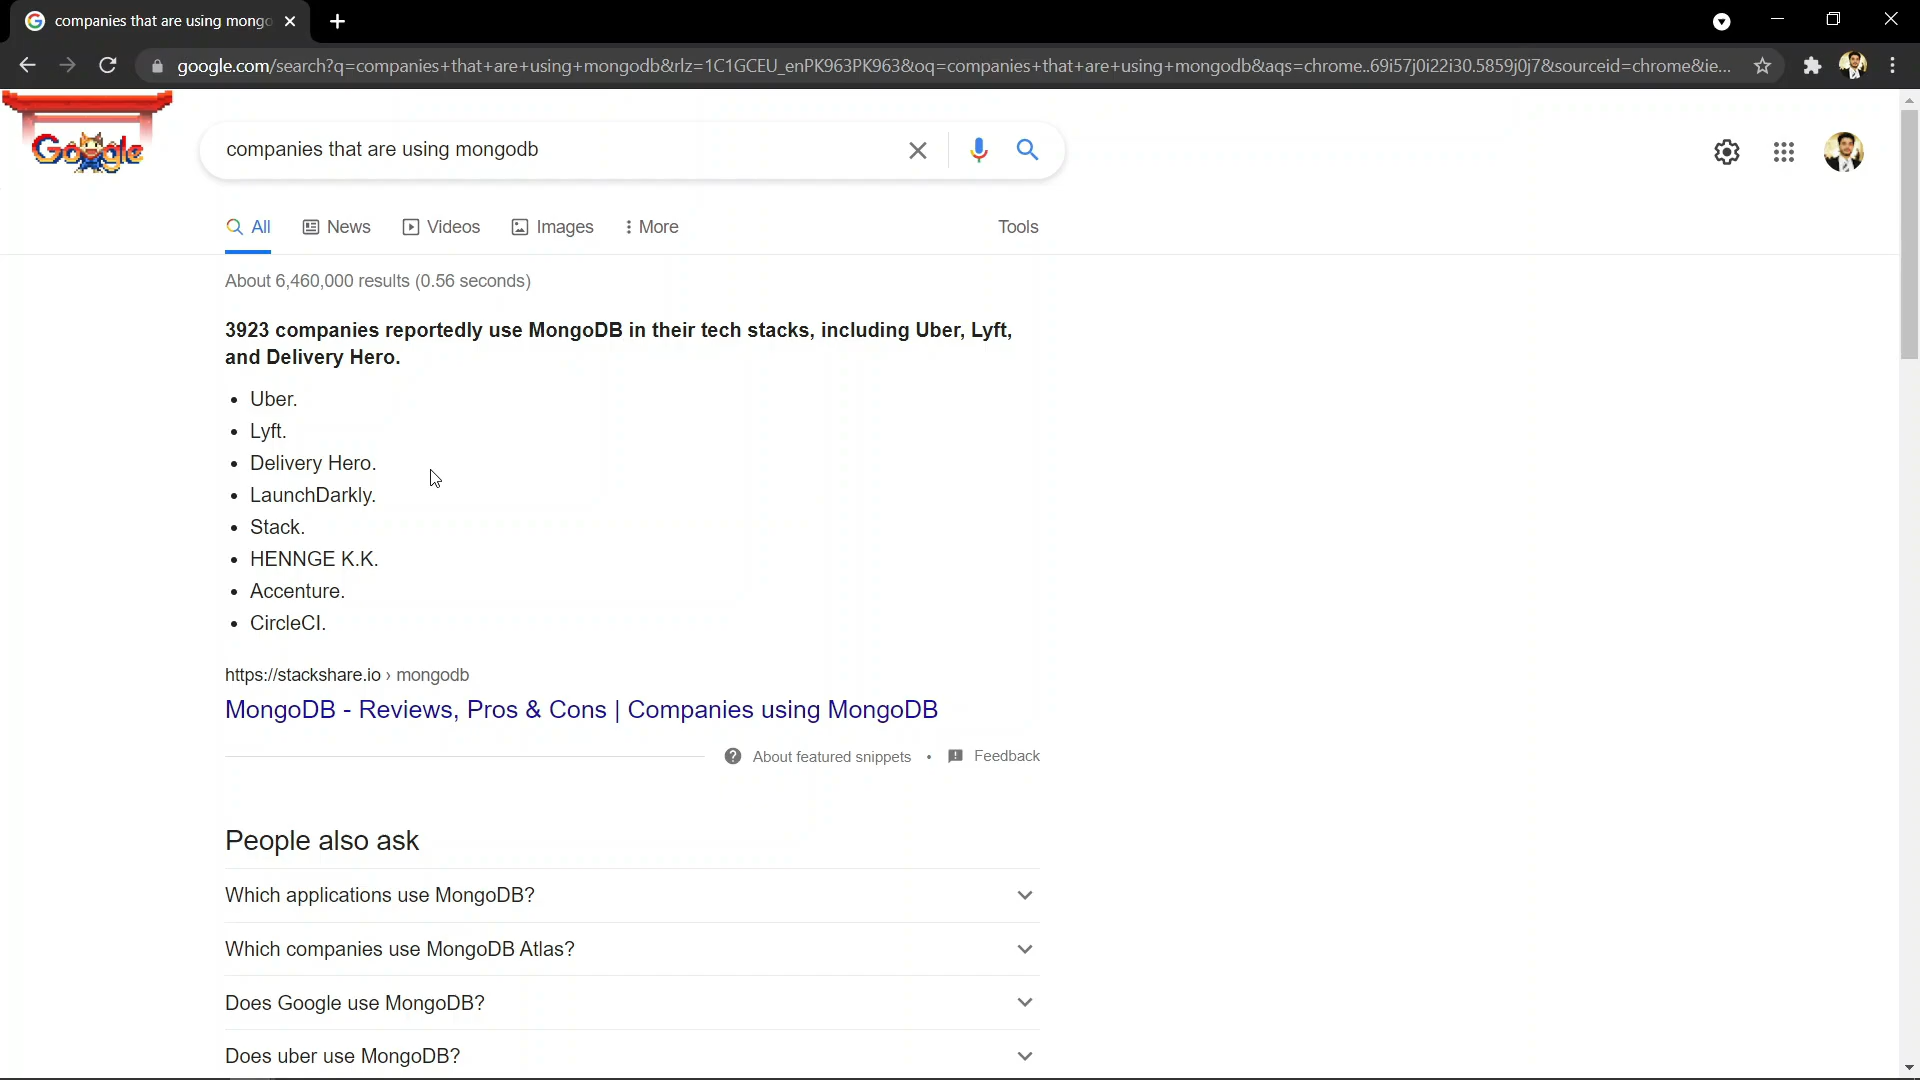 companies that are using mongo
google.com/search?q=companies+that+are+using+mongodb&rlz=1C1GCEU_enPK963PK963&oq=companies+that+are+using+mongodb&aqs=chrome..69i57j0i22i30.5859j0j7&sourceid=chrome&ie...
Google
companies that are using mongodb
All News Videos Images More Tools
About 6,460,000 results (0.56 seconds)
3923 companies reportedly use MongoDB in their tech stacks, including Uber, Lyft,
and Delivery Hero.
• Uber.
• Lyft.
• Delivery Hero.
• LaunchDarkly.
• Stack.
• HENNGE K.K.
• Accenture.
• CircleCI.
https://stackshare.io › mongodb
MongoDB - Reviews, Pros & Cons | Companies using MongoDB
About featured snippets • Feedback
People also ask
Which applications use MongoDB?
Which companies use MongoDB Atlas?
Does Google use MongoDB?
Does uber use MongoDB?